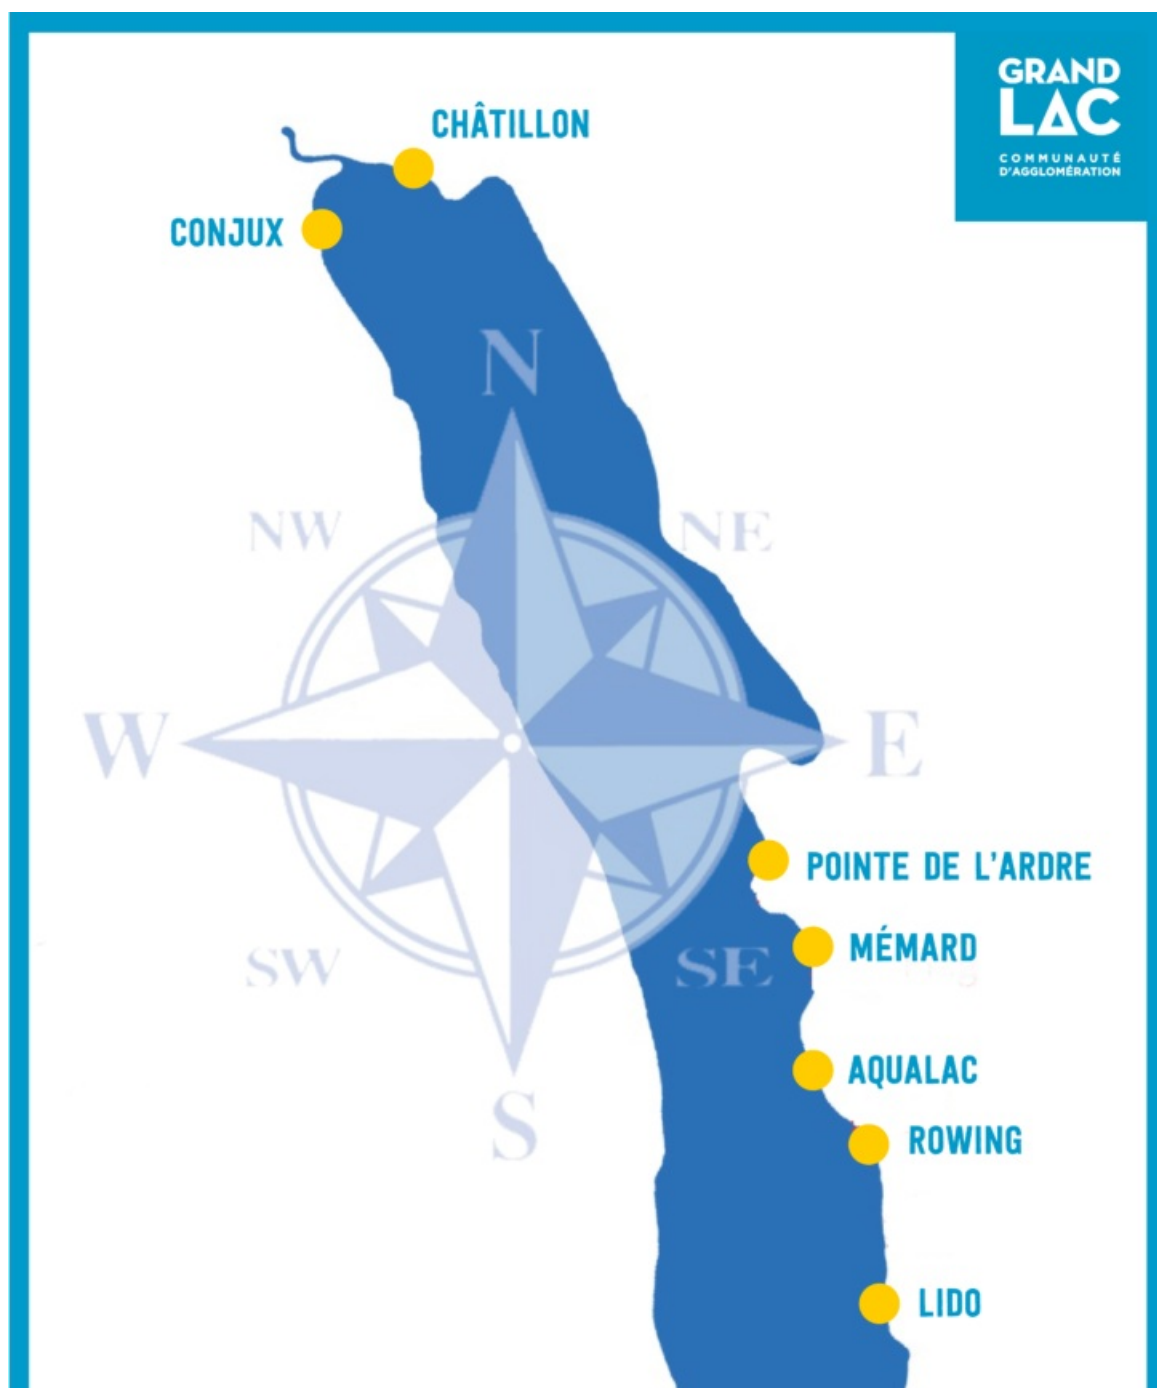 GRAND
LAC
COMMUNAUTÉ
D'AGGLOMÉRATION
CHÂTILLON
CONJUX
N
NW
NE
W
E
POINTE DE L'ARDRE
MÉMARD
SW
SE
AQUALAC
S
ROWING
LIDO